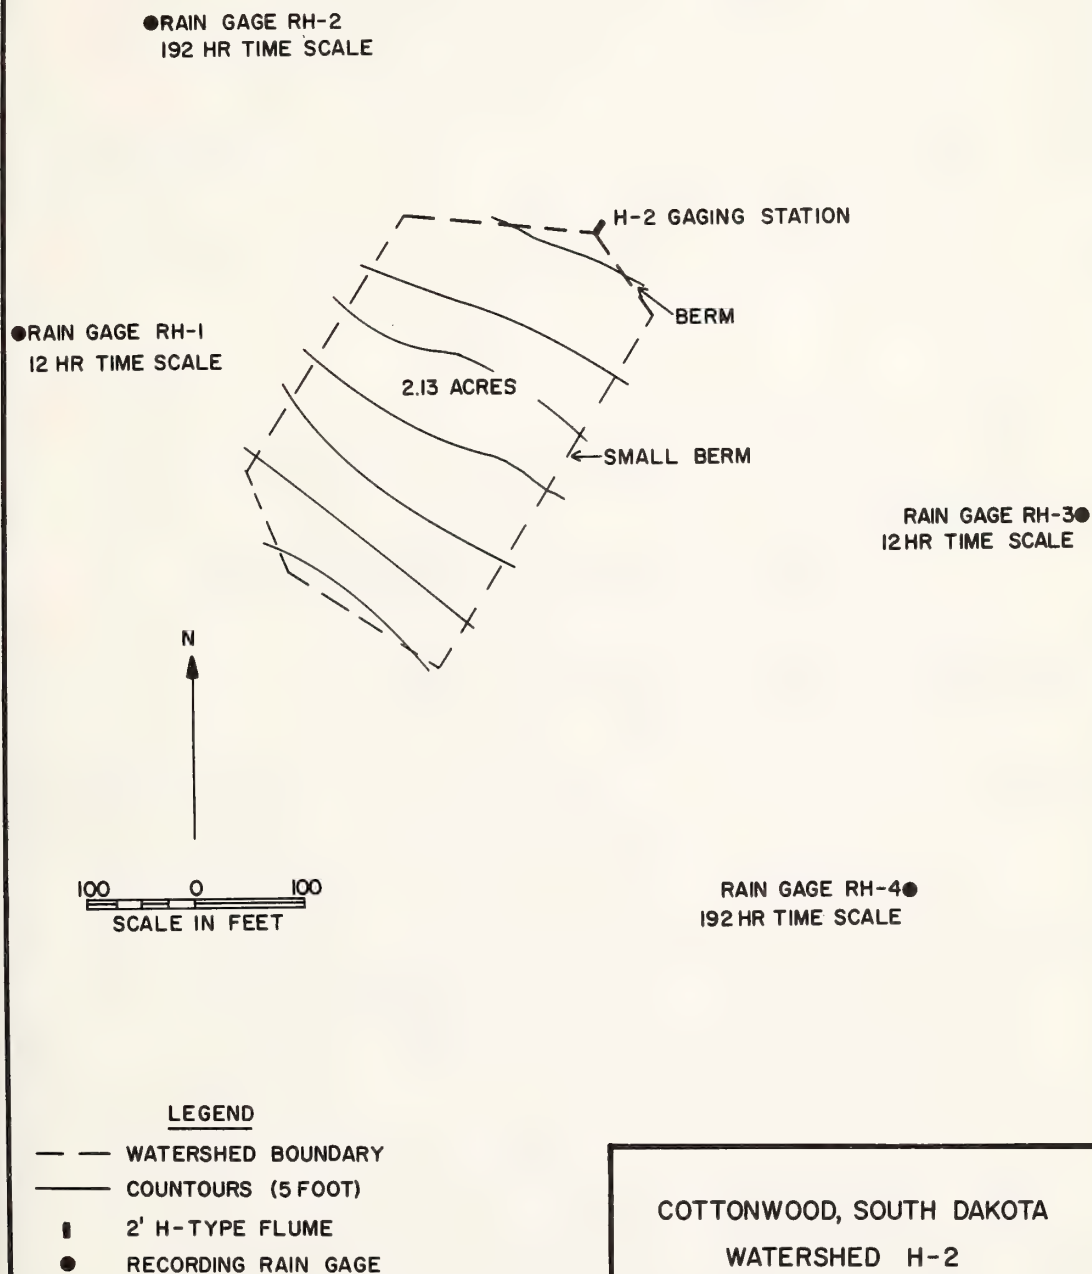 RAIN GAGE RH-2
192 HR TIME SCALE
H-2 GAGING STATION
BERM
RAIN GAGE RH-1
12 HR TIME SCALE
2.13 ACRES
SMALL BERM
RAIN GAGE RH-3
12 HR TIME SCALE
N
100 0 100
SCALE IN FEET
RAIN GAGE RH-4
192 HR TIME SCALE
LEGEND
WATERSHED BOUNDARY
COUNTOURS (5 FOOT)
2' H-TYPE FLUME
RECORDING RAIN GAGE
COTTONWOOD, SOUTH DAKOTA
WATERSHED H-2